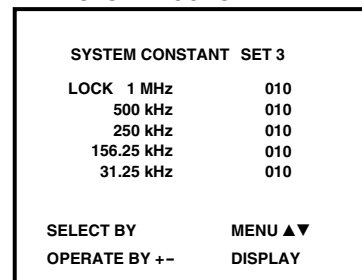 SYSTEM CONSTANT SET 3
LOCK 1 MHz 010
500 kHz 010
250 kHz 010
156.25 kHz 010
31.25 kHz 010
SELECT BY MENU ▲▼
OPERATE BY +− DISPLAY